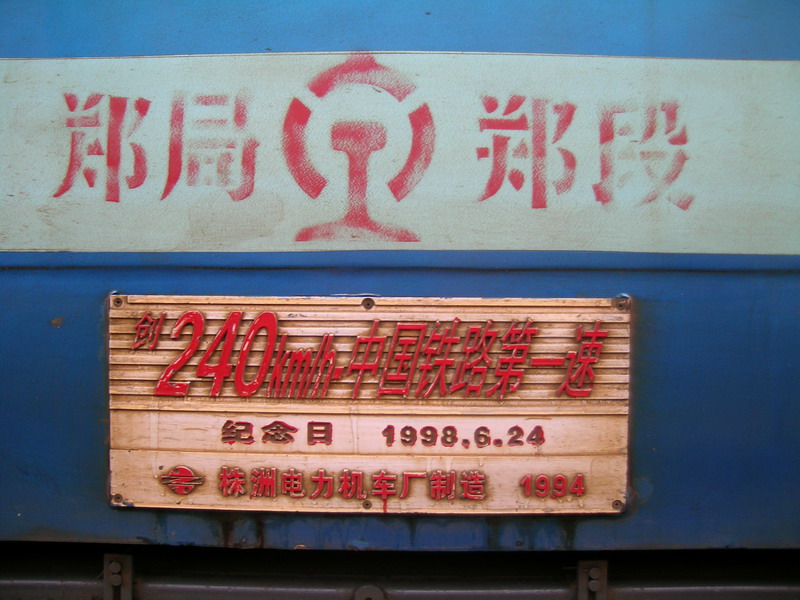 郑局 郑段
创240km/h-中国铁路第一速
纪念日 1998.6.24
株洲电力机车厂制造 1994